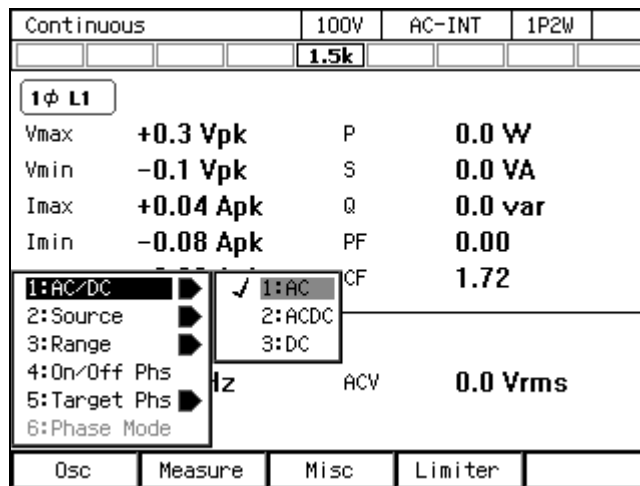 Continuous 100V AC-INT 1P2W
1.5k
1ϕ L1
Vmax +0.3 Vpk P 0.0 W
Vmin −0.1 Vpk S 0.0 VA
Imax +0.04 Apk Q 0.0 var
Imin −0.08 Apk PF 0.00
CF 1.72
1:AC/DC
2:Source
3:Range
4:On/Off Phs
5:Target Phs
6:Phase Mode
✓ 1:AC
2:ACDC
3:DC
Hz ACV 0.0 Vrms
Osc Measure Misc Limiter